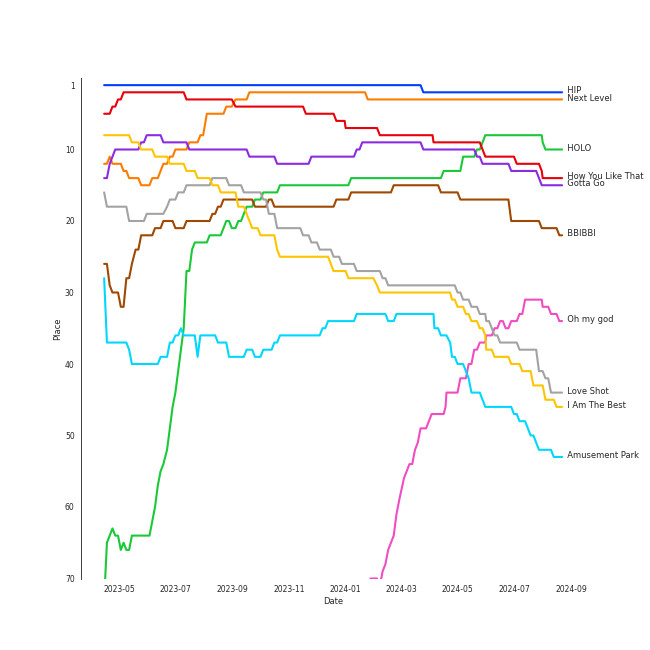 1
10
20
30
40
50
60
70
Place
HIP
Next Level
HOLO
How You Like That
Gotta Go
BBIBBI
Oh my god
Love Shot
I Am The Best
Amusement Park
2023-05 2023-07 2023-09 2023-11 2024-01 2024-03 2024-05 2024-07 2024-09
Date